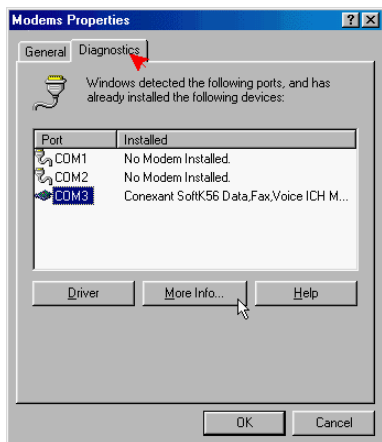 Modems Properties
General Diagnostics
Windows detected the following ports, and has
already installed the following devices:
Port Installed
COM1 No Modem Installed.
COM2 No Modem Installed.
COM3 Conexant SoftK56 Data,Fax,Voice ICH M...
Driver More Info... Help
OK Cancel